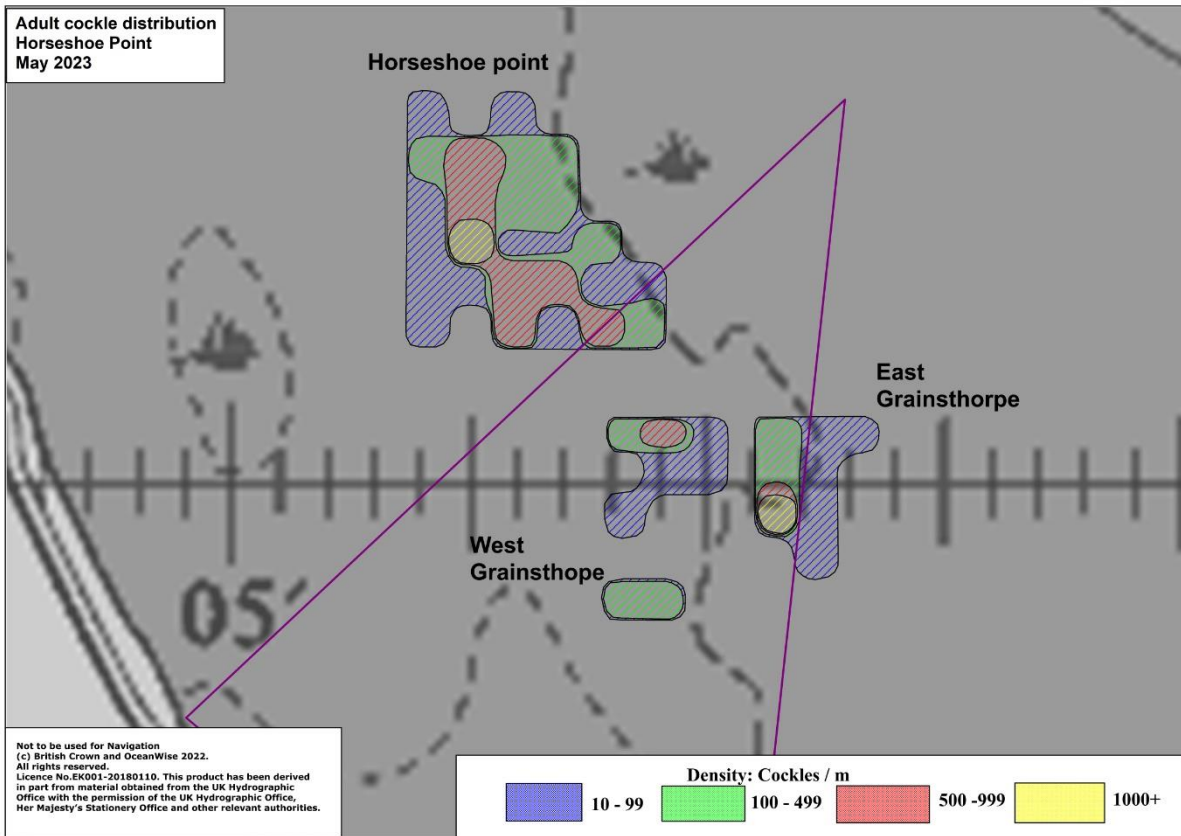 Adult cockle distribution
Horseshoe Point
May 2023
Horseshoe point
East
Grainsthorpe
West
Grainsthope
05'
Not to be used for Navigation
(c) British Crown and OceanWise 2022.
All rights reserved.
Licence No.EK001-20180110. This product has been derived
in part from material obtained from the UK Hydrographic
Office with the permission of the UK Hydrographic Office,
Her Majesty's Stationery Office and other relevant authorities.
Density: Cockles / m
10 - 99
100 - 499
500 -999
1000+